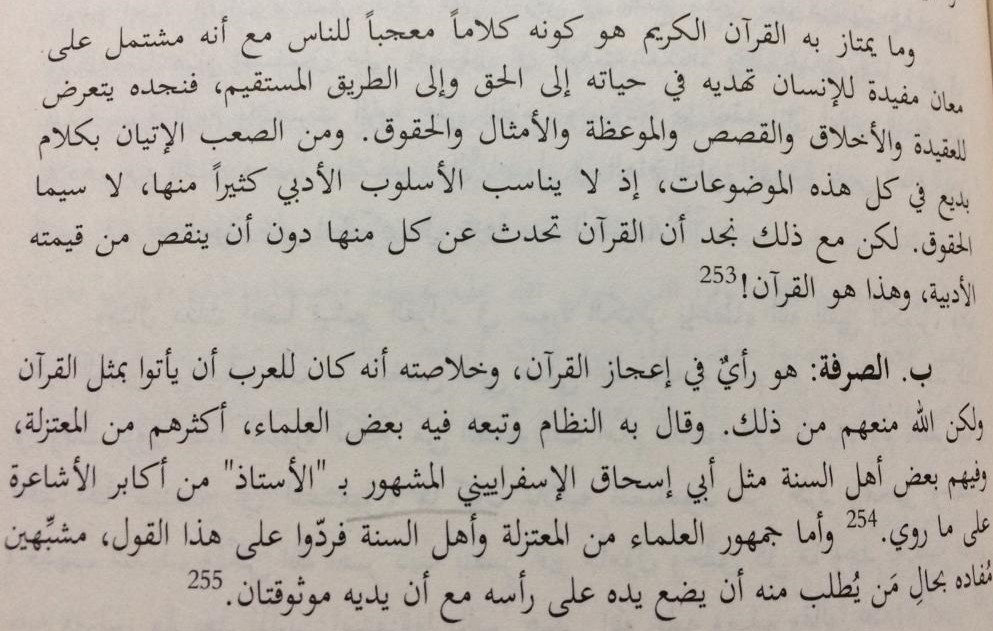 وما يمتاز به القرآن الكريم هو كونه كلاماً معجباً للناس مع أنه مشتمل على
معان مفيدة للإنسان تهديه في حياته إلى الحق وإلى الطريق المستقيم، فنجده يتعرض
للعقيدة والأخلاق والقصص والموعظة والأمثال والحقوق. ومن الصعب الإتيان بكلام
بديع في كل هذه الموضوعات، إذ لا يناسب الأسلوب الأدبي كثيراً منها، لا سيما
الحقوق. لكن مع ذلك نجد أن القرآن تحدث عن كل منها دون أن ينقص من قيمته
الأدبية، وهذا هو القرآن!253
ب. الصرفة: هو رأيٌ في إعجاز القرآن، وخلاصته أنه كان للعرب أن يأتوا بمثل القرآن
ولكن الله منعهم من ذلك. وقال به النظام وتبعه فيه بعض العلماء، أكثرهم من المعتزلة،
وفيهم بعض أهل السنة مثل أبي إسحاق الإسفراييني المشهور بـ "الأستاذ" من أكابر الأشاعرة
على ما روي.254 وأما جمهور العلماء من المعتزلة وأهل السنة فردّوا على هذا القول، مشبِّهين
مُفاده بحالِ مَن يُطلب منه أن يضع يده على رأسه مع أن يديه موثوقتان.255